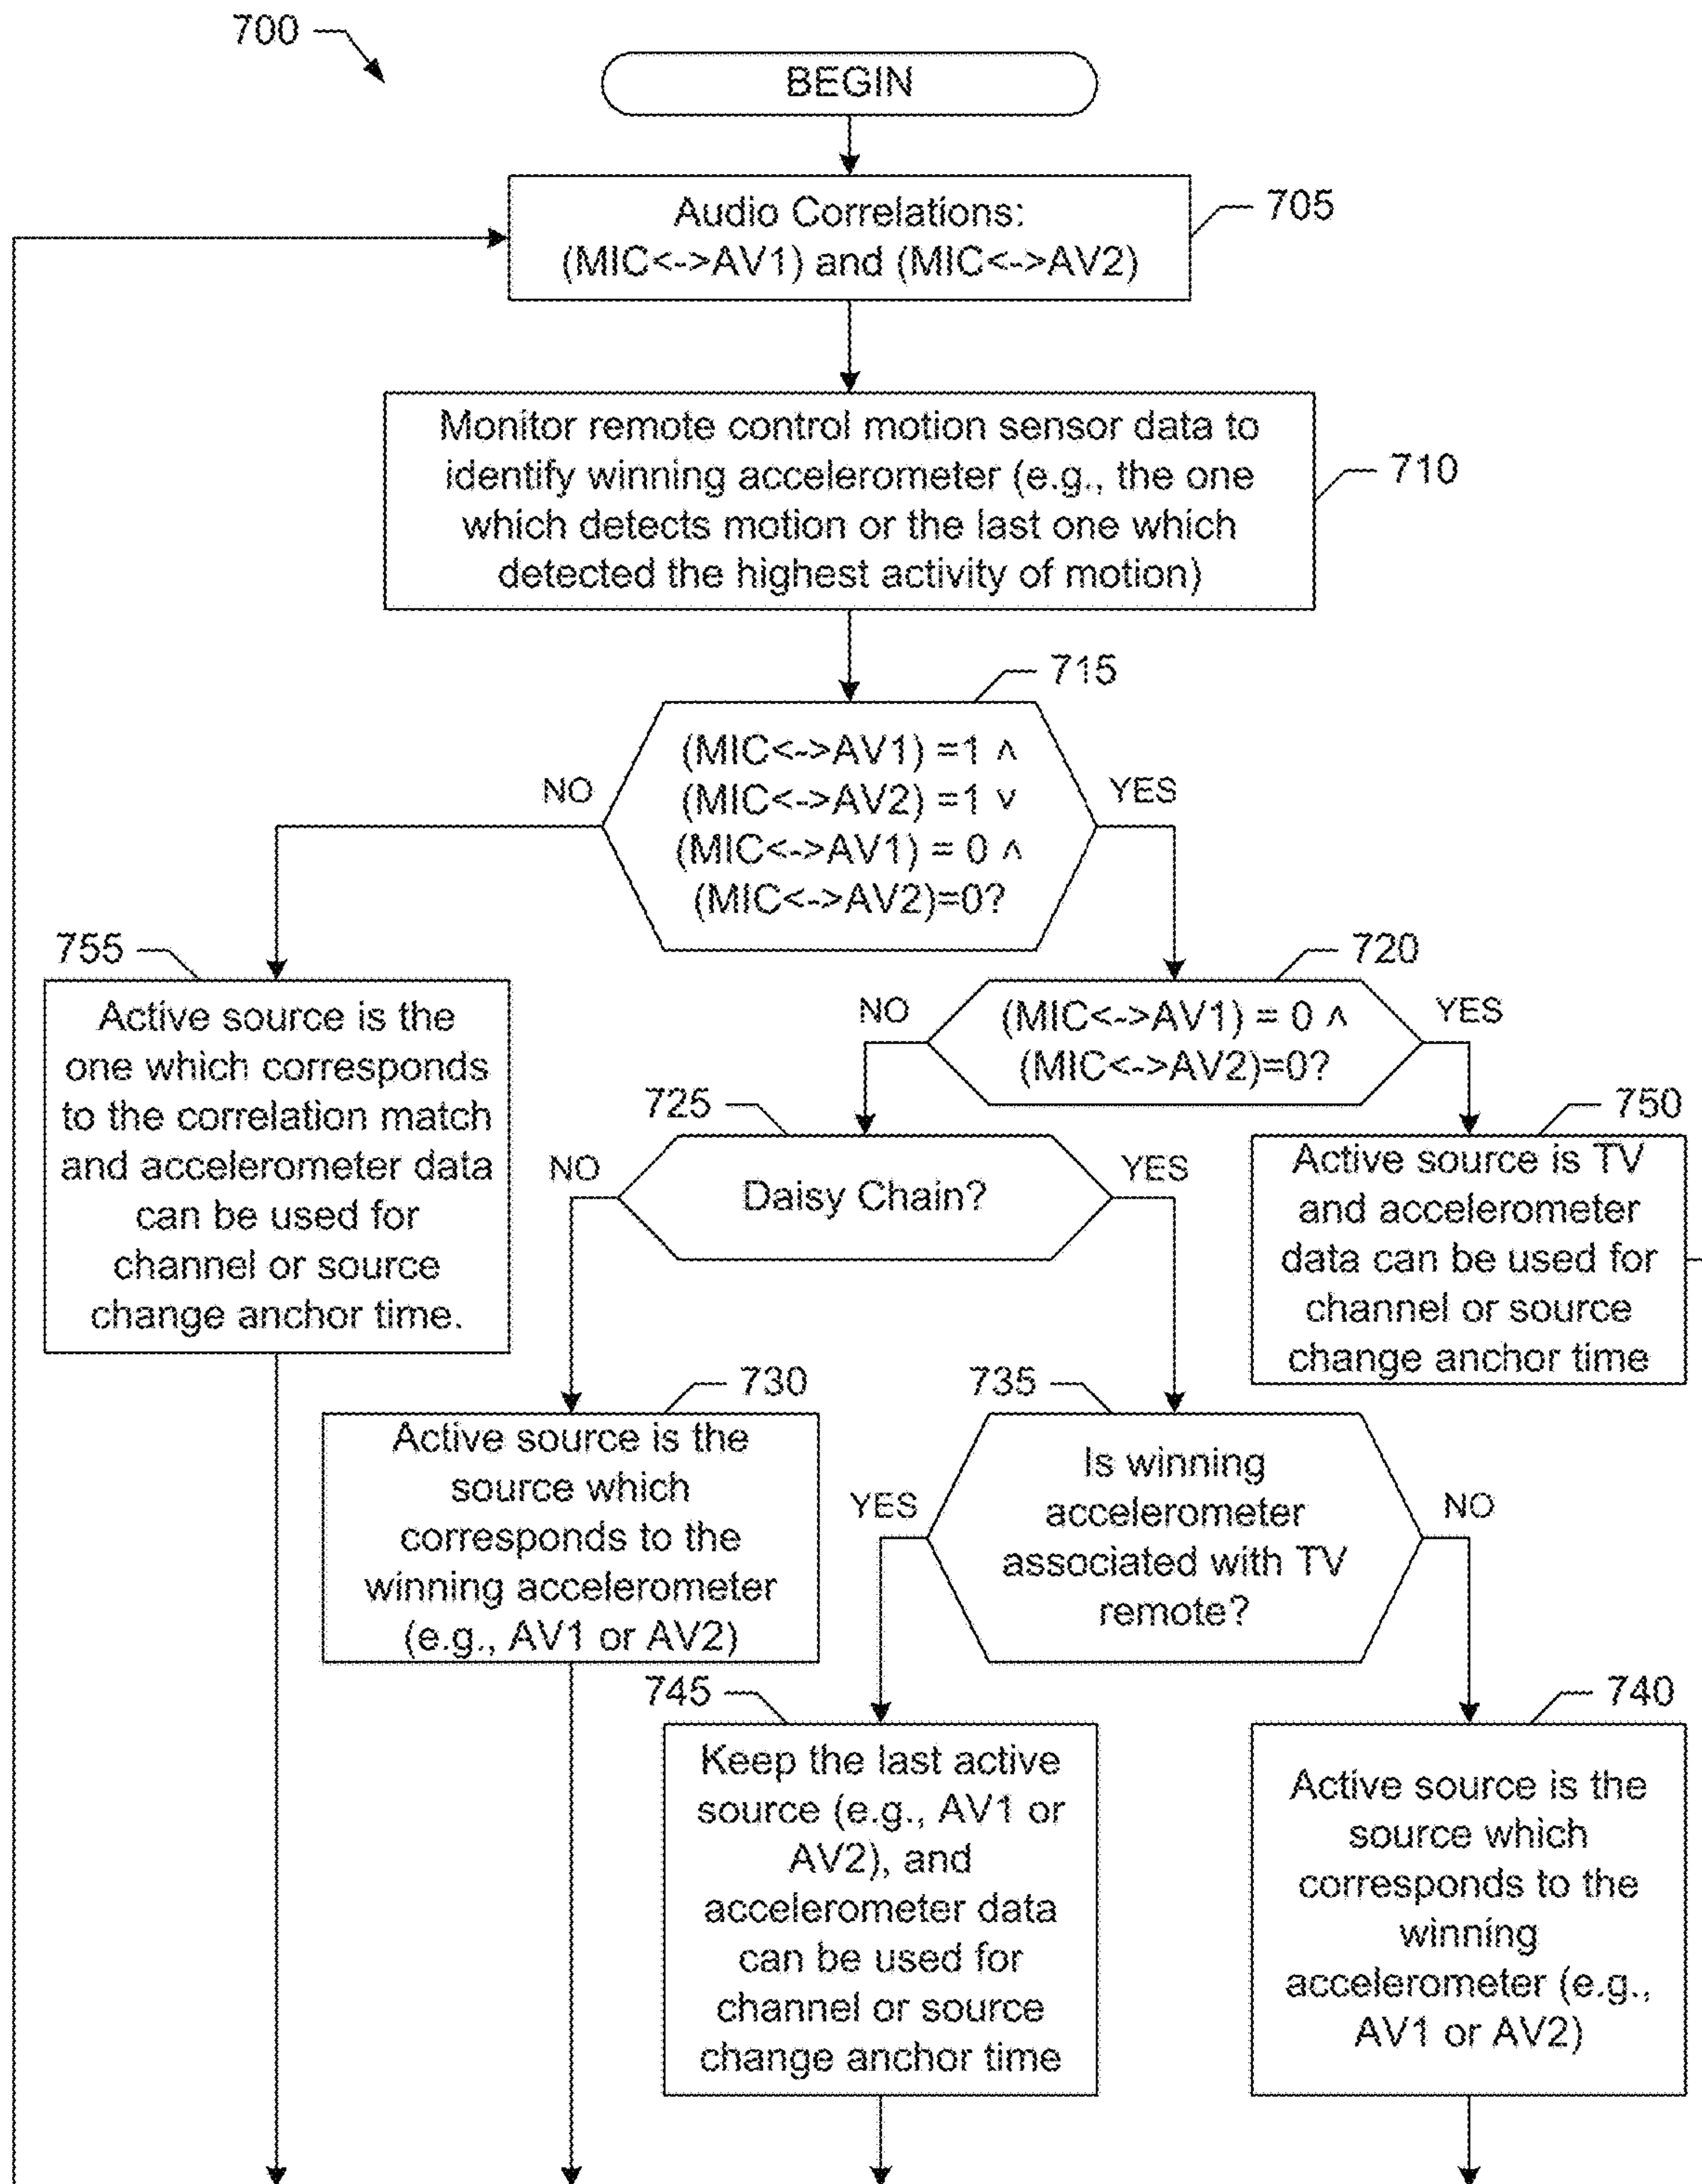 700
BEGIN
Audio Correlations:
(MIC<->AV1) and (MIC<->AV2)
705
Monitor remote control motion sensor data to
identify winning accelerometer (e.g., the one
which detects motion or the last one which
detected the highest activity of motion)
710
715
(MIC<->AV1) =1 ∧
(MIC<->AV2) =1 ∨
(MIC<->AV1) = 0 ∧
(MIC<->AV2)=0?
NO
YES
755
Active source is the
one which corresponds
to the correlation match
and accelerometer data
can be used for
channel or source
change anchor time.
720
(MIC<->AV1) = 0 ∧
(MIC<->AV2)=0?
NO
YES
725
Daisy Chain?
NO
YES
750
Active source is TV
and accelerometer
data can be used for
channel or source
change anchor time
730
Active source is the
source which
corresponds to the
winning accelerometer
(e.g., AV1 or AV2)
735
Is winning
accelerometer
associated with TV
remote?
YES
NO
745
Keep the last active
source (e.g., AV1 or
AV2), and
accelerometer data
can be used for
channel or source
change anchor time
740
Active source is the
source which
corresponds to the
winning
accelerometer (e.g.,
AV1 or AV2)